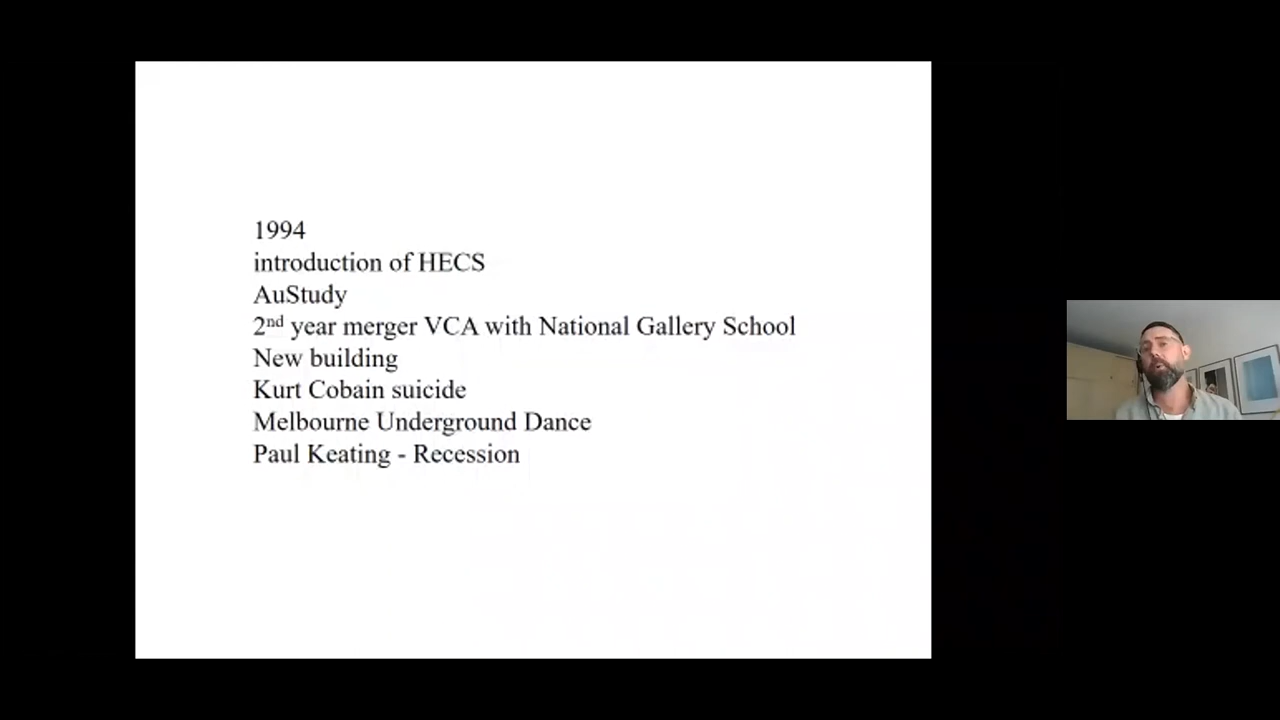 1994
introduction of HECS
AuStudy
2nd year merger VCA with National Gallery School
New building
Kurt Cobain suicide
Melbourne Underground Dance
Paul Keating - Recession